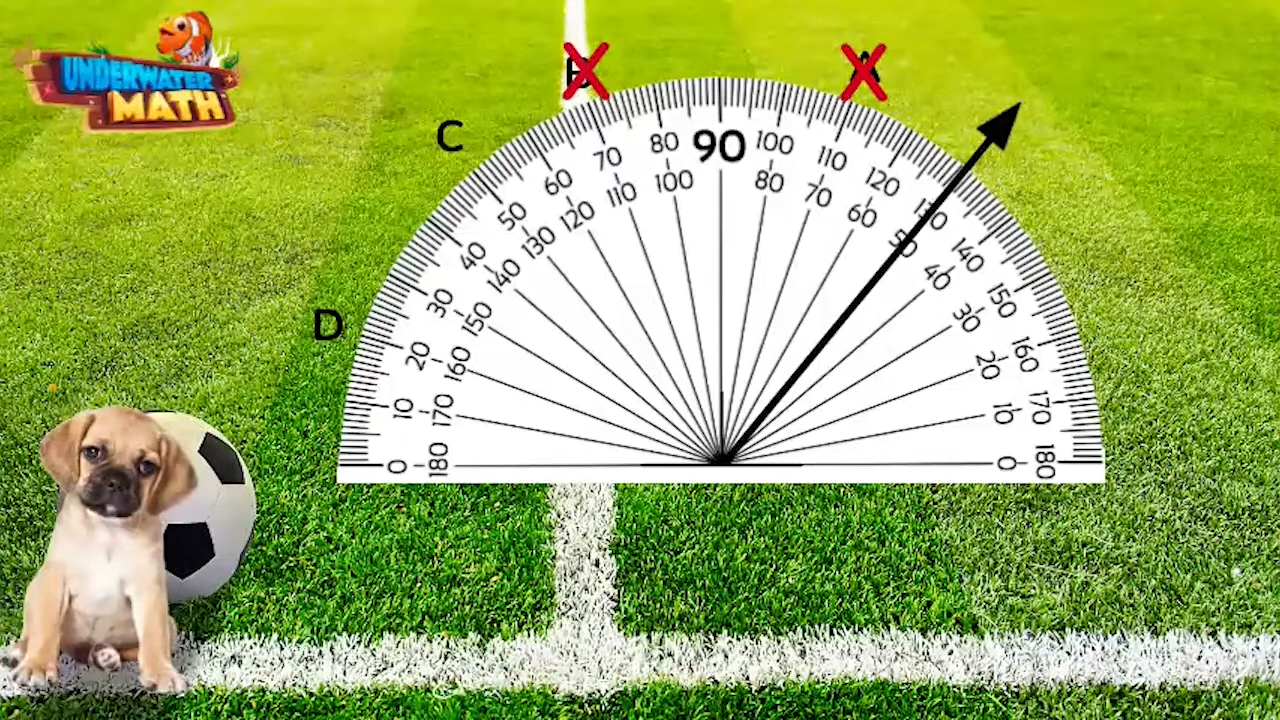 UNDERWATER
MATH
B
A
C
D
0 10 20 30 40 50 60 70 80 90 100 110 120 130 140 150 160 170 180
180 170 160 150 140 130 120 110 100 80 70 60 50 40 30 20 10 0